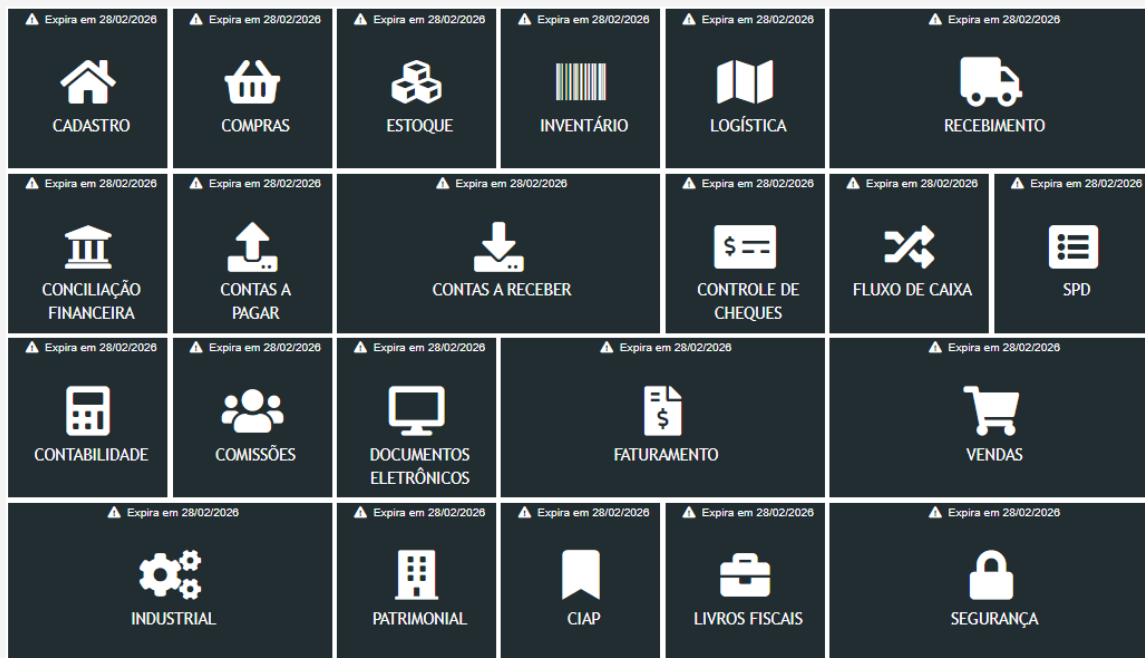 Expira em 28/02/2026
CADASTRO
Expira em 28/02/2026
COMPRAS
Expira em 28/02/2026
ESTOQUE
Expira em 28/02/2026
INVENTÁRIO
Expira em 28/02/2026
LOGÍSTICA
Expira em 28/02/2026
RECEBIMENTO
Expira em 28/02/2026
CONCILIAÇÃO
FINANCEIRA
Expira em 28/02/2026
CONTAS A
PAGAR
Expira em 28/02/2026
CONTAS A RECEBER
Expira em 28/02/2026
CONTROLE DE
CHEQUES
Expira em 28/02/2026
FLUXO DE CAIXA
Expira em 28/02/2026
SPD
Expira em 28/02/2026
CONTABILIDADE
Expira em 28/02/2026
COMISSÕES
Expira em 28/02/2026
DOCUMENTOS
ELETRÔNICOS
Expira em 28/02/2026
FATURAMENTO
Expira em 28/02/2026
VENDAS
Expira em 28/02/2026
INDUSTRIAL
Expira em 28/02/2026
PATRIMONIAL
Expira em 28/02/2026
CIAP
Expira em 28/02/2026
LIVROS FISCAIS
Expira em 28/02/2026
SEGURANÇA